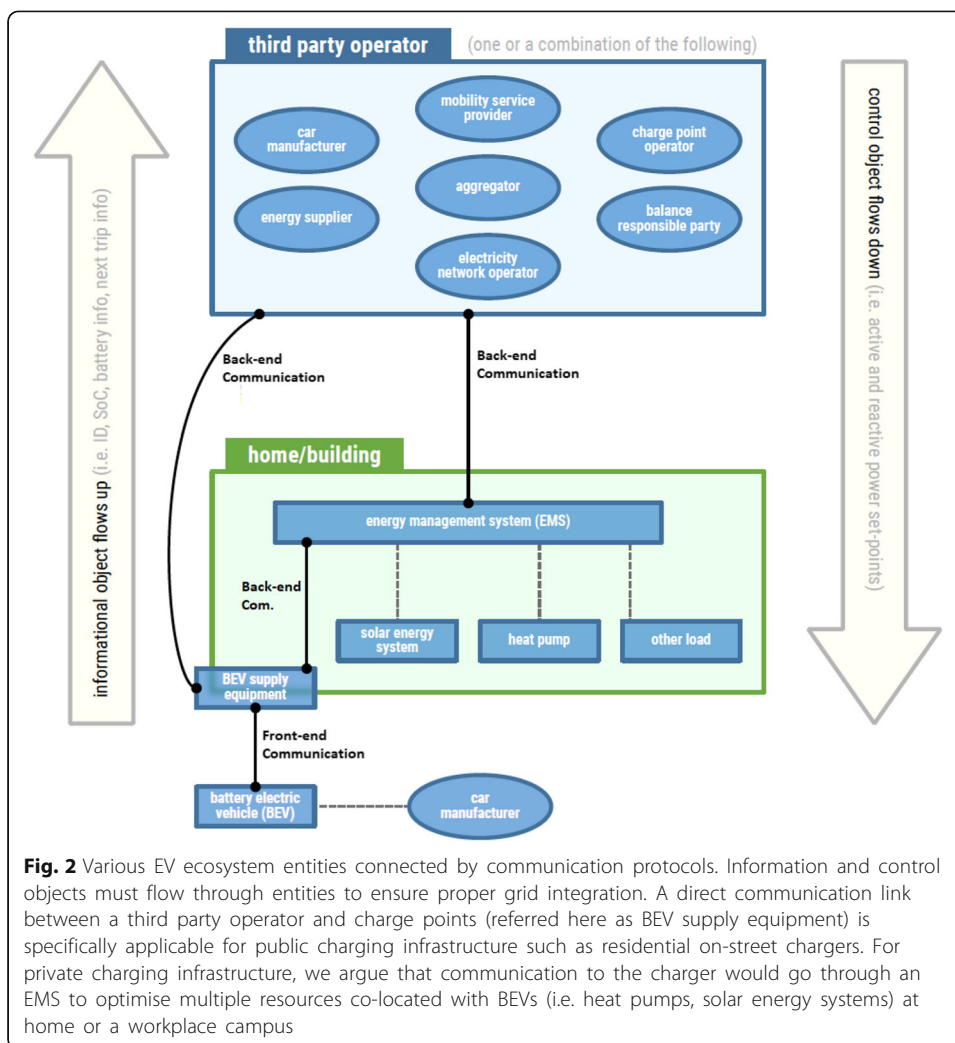 third party operator (one or a combination of the following)
mobility service
provider
car
manufacturer
charge point
operator
aggregator
energy supplier
balance
responsible party
electricity
network operator
informational object flows up (i.e. ID, SoC, battery info, next trip info)
control object flows down (i.e. active and reactive power set-points)
Back-end
Communication
Back-end
Communication
home/building
energy management system (EMS)
Back-end
Com.
solar energy
system
heat pump
other load
BEV supply
equipment
Front-end
Communication
battery electric
vehicle (BEV)
car
manufacturer
Fig. 2 Various EV ecosystem entities connected by communication protocols. Information and control
objects must flow through entities to ensure proper grid integration. A direct communication link
between a third party operator and charge points (referred here as BEV supply equipment) is
specifically applicable for public charging infrastructure such as residential on-street chargers. For
private charging infrastructure, we argue that communication to the charger would go through an
EMS to optimise multiple resources co-located with BEVs (i.e. heat pumps, solar energy systems) at
home or a workplace campus